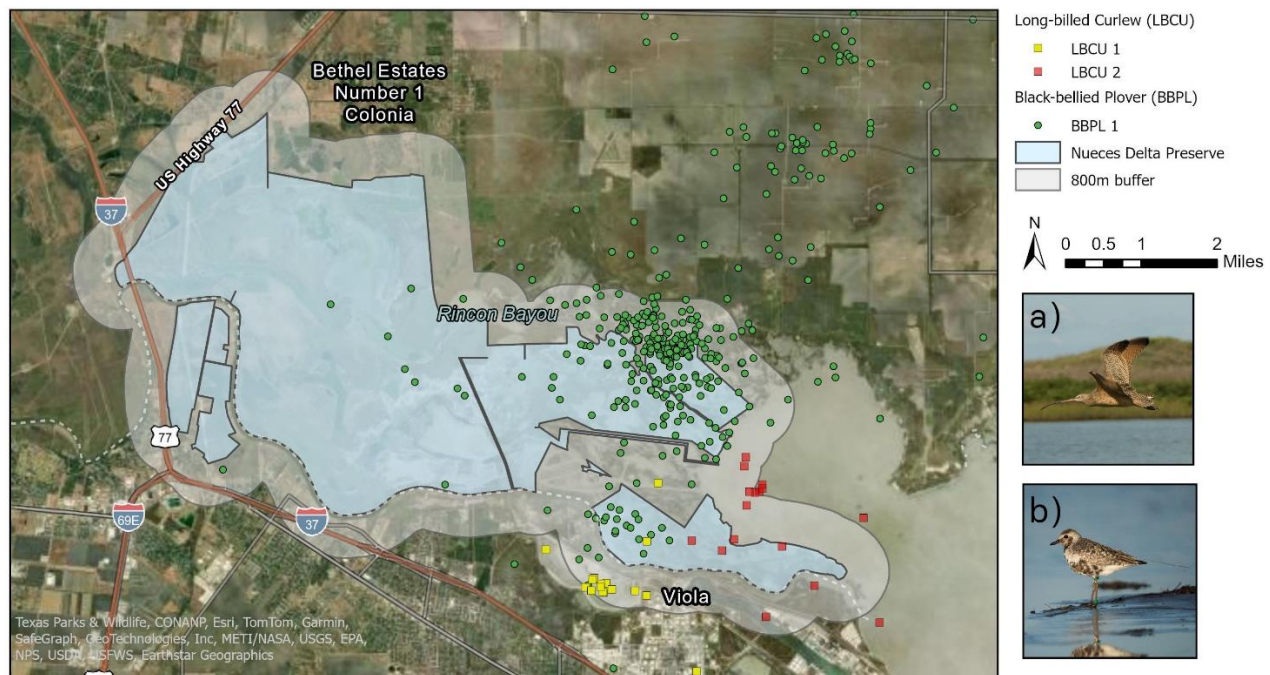 Bethel Estates
Number 1
Colonia
US Highway 77
37
Rincon Bayou
77
69E
37
Viola
Texas Parks & Wildlife, CONANP, Esri, TomTom, Garmin,
SafeGraph, GeoTechnologies, Inc, METI/NASA, USGS, EPA,
NPS, USDA, USFWS, Earthstar Geographics
Long-billed Curlew (LBCU)
LBCU 1
LBCU 2
Black-bellied Plover (BBPL)
BBPL 1
Nueces Delta Preserve
800m buffer
N
0 0.5 1 2
Miles
a)
b)